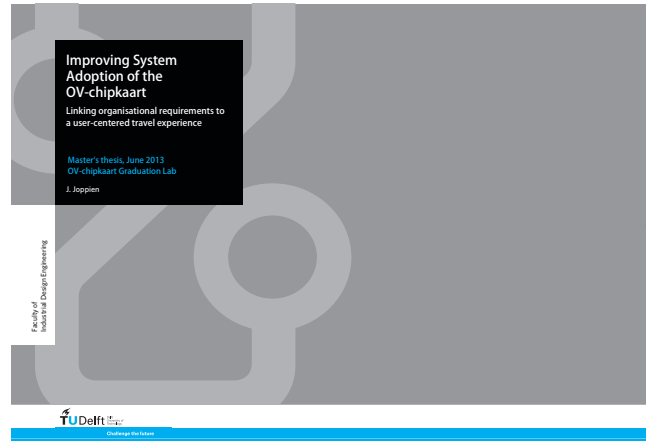 Improving System
Adoption of the
OV-chipkaart
Linking organisational requirements to
a user-centered travel experience
Master's thesis, June 2013
OV-chipkaart Graduation Lab
J. Joppien
Faculty of
Industrial Design Engineering
TUDelft
Challenge the future